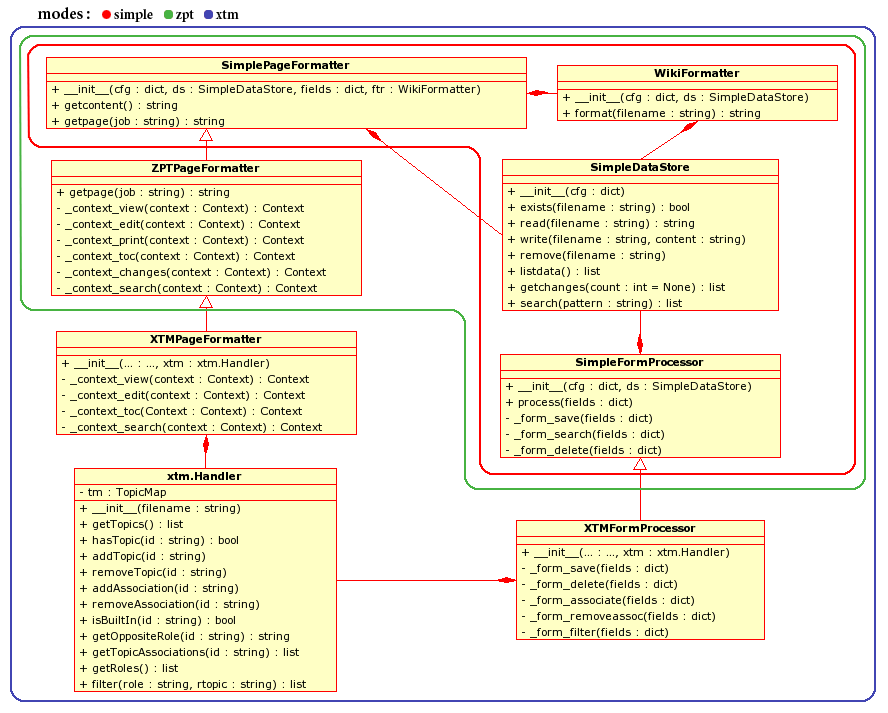 modes: simple zpt xtm
SimplePageFormatter
+ __init__(cfg : dict, ds : SimpleDataStore, fields : dict, ftr : WikiFormatter)
+ getcontent() : string
+ getpage(job : string) : string
WikiFormatter
+ __init__(cfg : dict, ds : SimpleDataStore)
+ format(filename : string) : string
ZPTPageFormatter
+ getpage(job : string) : string
- _context_view(context : Context) : Context
- _context_edit(context : Context) : Context
- _context_print(context : Context) : Context
- _context_toc(context : Context) : Context
- _context_changes(context : Context) : Context
- _context_search(context : Context) : Context
SimpleDataStore
+ __init__(cfg : dict)
+ exists(filename : string) : bool
+ read(filename : string) : string
+ write(filename : string, content : string)
+ remove(filename : string)
+ listdata() : list
+ getchanges(count : int = None) : list
+ search(pattern : string) : list
XTMPageFormatter
+ __init__(... : ..., xtm : xtm.Handler)
- _context_view(context : Context) : Context
- _context_edit(context : Context) : Context
- _context_toc(Context : Context) : Context
- _context_search(context : Context) : Context
SimpleFormProcessor
+ __init__(cfg : dict, ds : SimpleDataStore)
+ process(fields : dict)
- _form_save(fields : dict)
- _form_search(fields : dict)
- _form_delete(fields : dict)
xtm.Handler
- tm : TopicMap
+ __init__(filename : string)
+ getTopics() : list
+ hasTopic(id : string) : bool
+ addTopic(id : string)
+ removeTopic(id : string)
+ addAssociation(id : string)
+ removeAssociation(id : string)
+ isBuiltIn(id : string) : bool
+ getOppositeRole(id : string) : string
+ getTopicAssociations(id : string) : list
+ getRoles() : list
+ filter(role : string, rtopic : string) : list
XTMFormProcessor
+ __init__(... : ..., xtm : xtm.Handler)
- _form_save(fields : dict)
- _form_delete(fields : dict)
- _form_associate(fields : dict)
- _form_removeassoc(fields : dict)
- _form_filter(fields : dict)